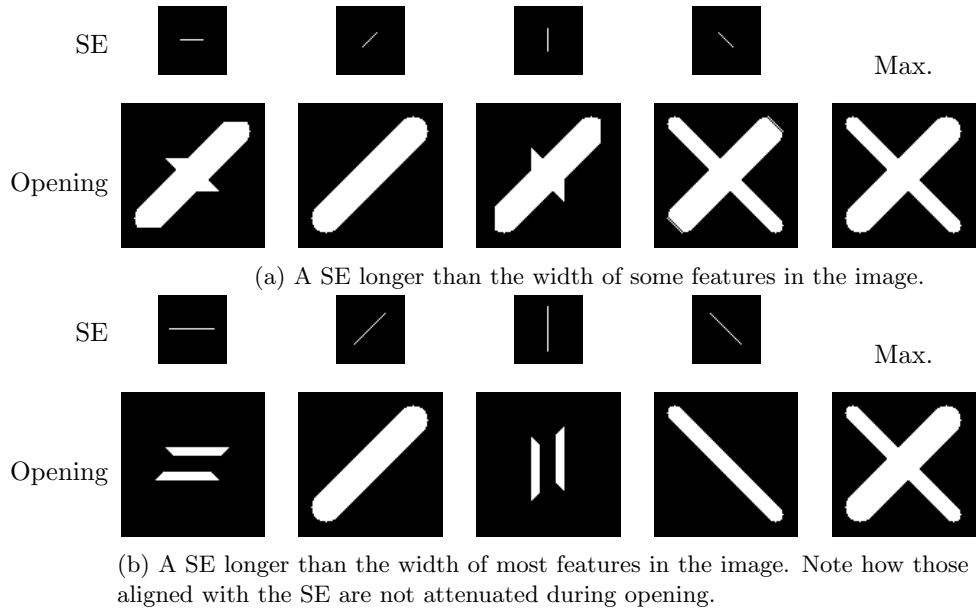 SE
Max.
Opening
(a) A SE longer than the width of some features in the image.
SE
Max.
Opening
(b) A SE longer than the width of most features in the image. Note how those
aligned with the SE are not attenuated during opening.